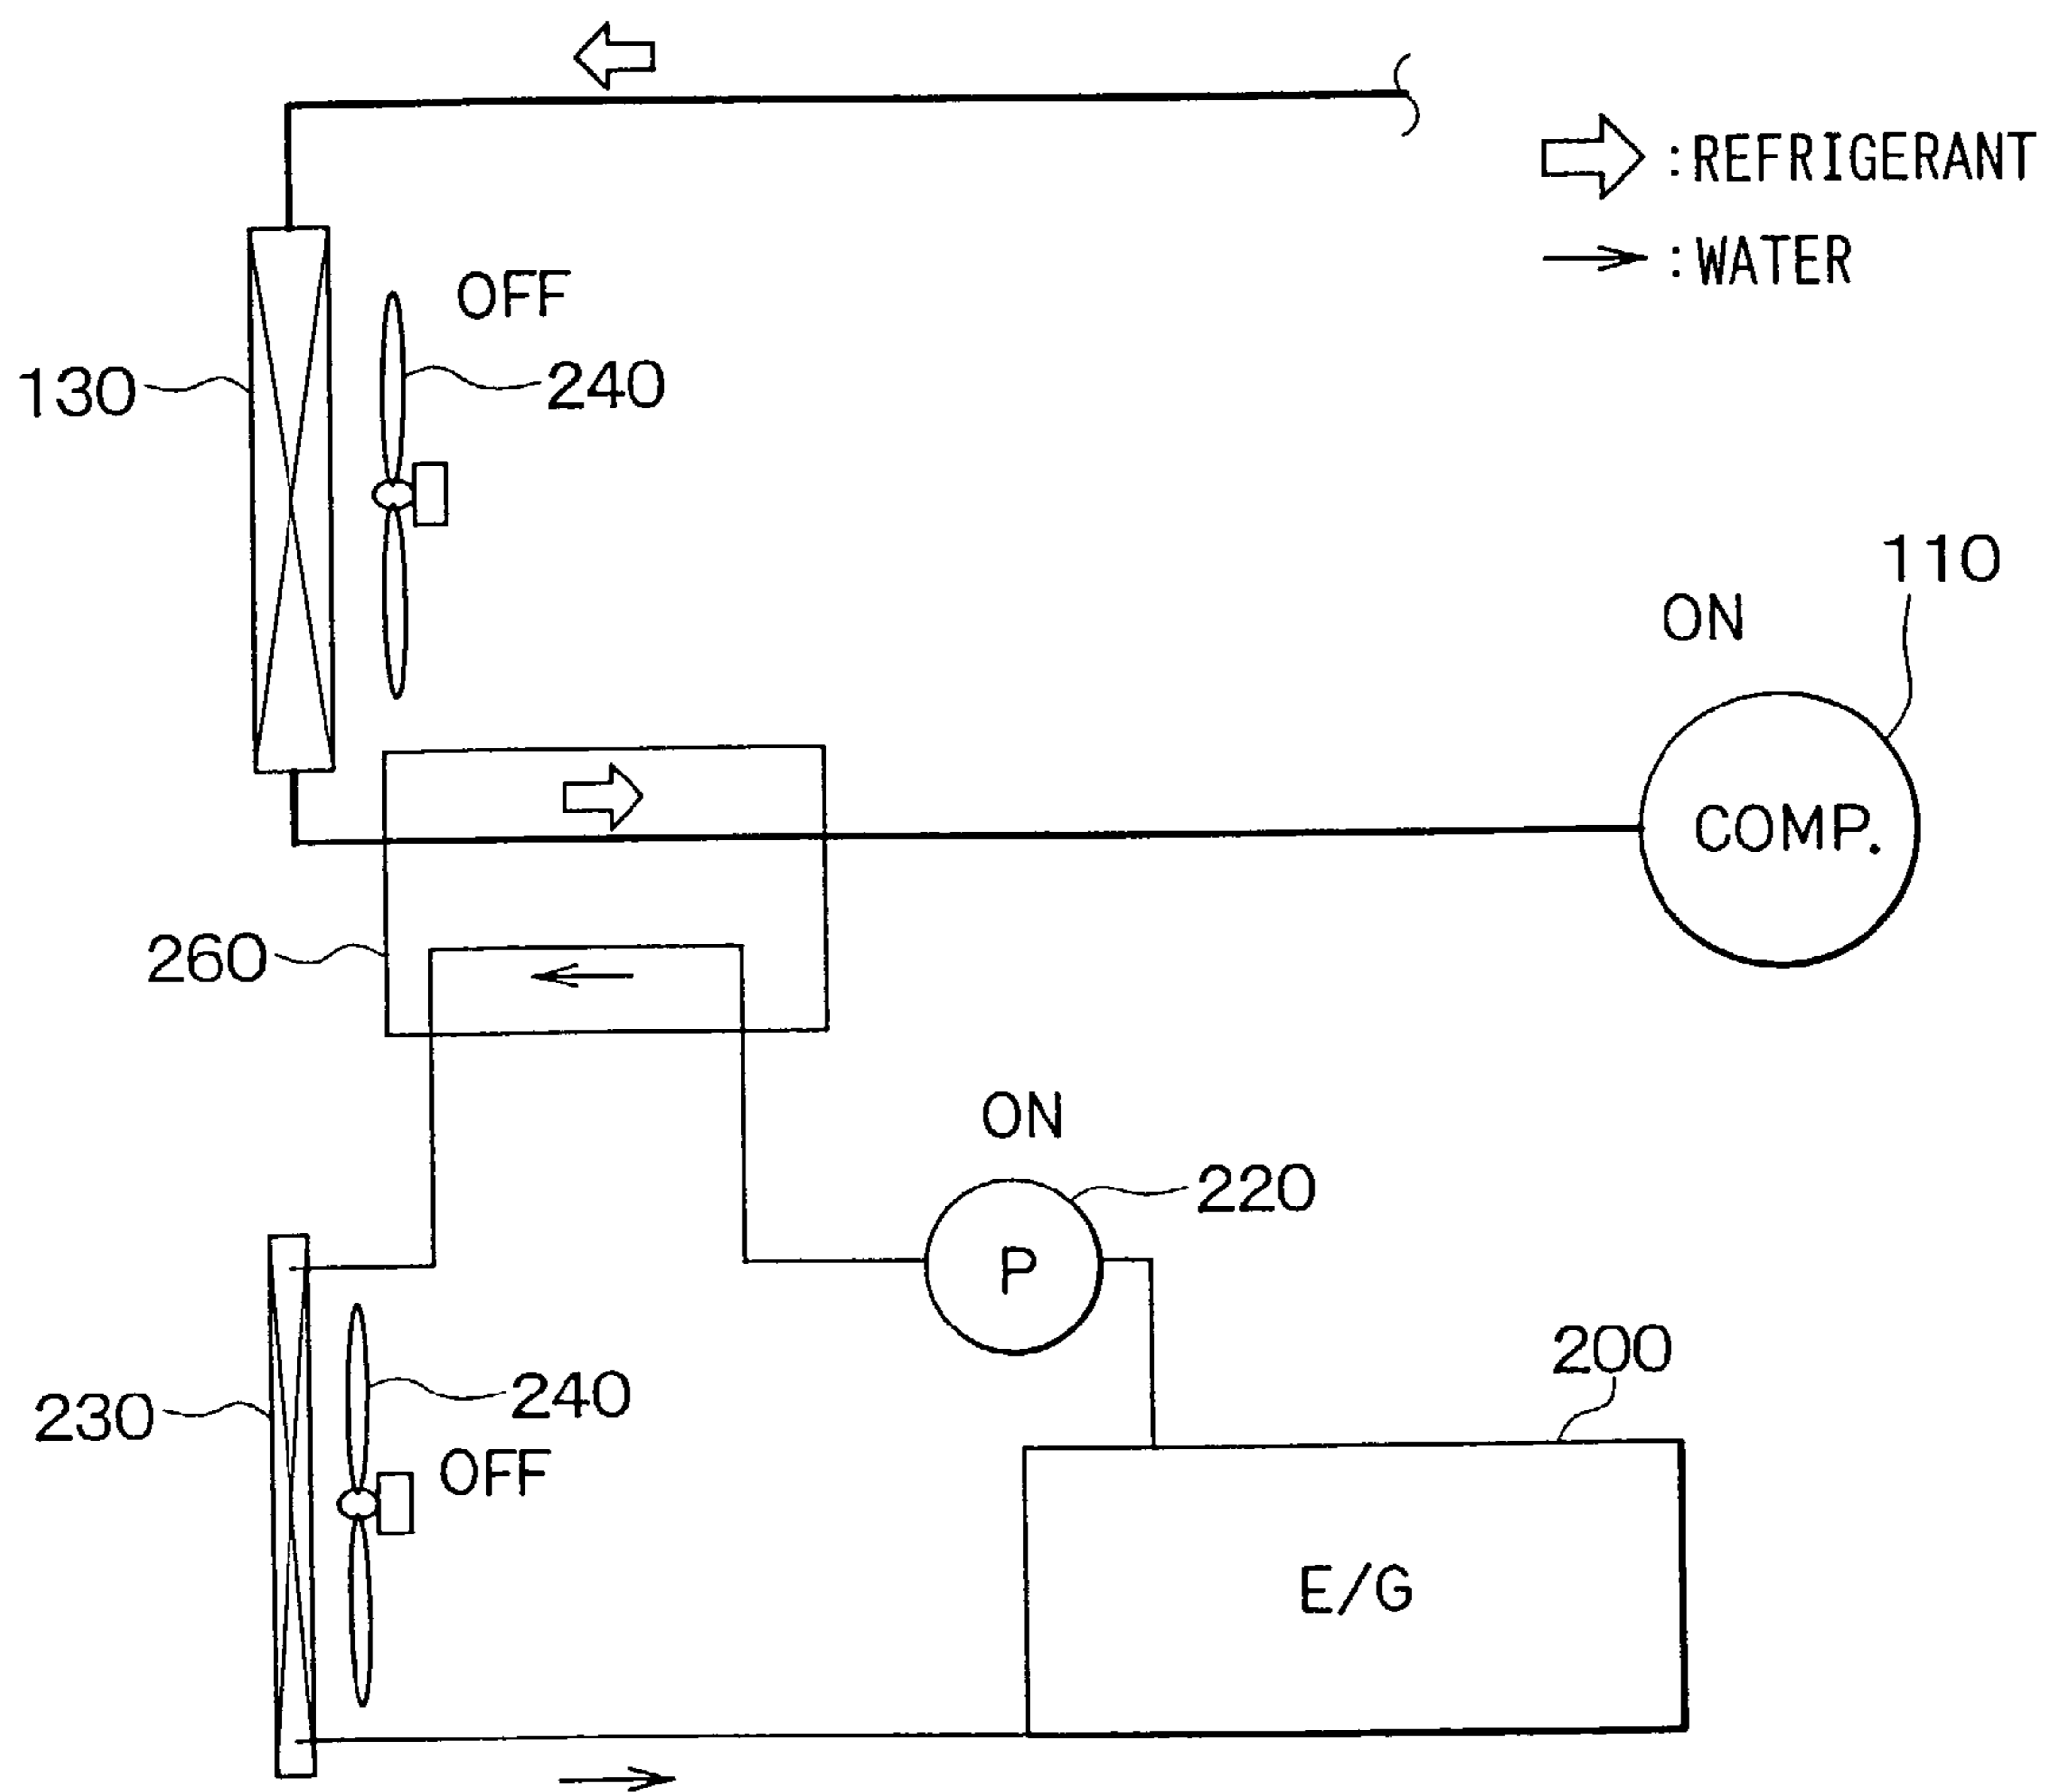 :REFRIGERANT
:WATER
OFF
130
240
110
ON
COMP.
260
ON
220
P
200
230
240
OFF
E/G